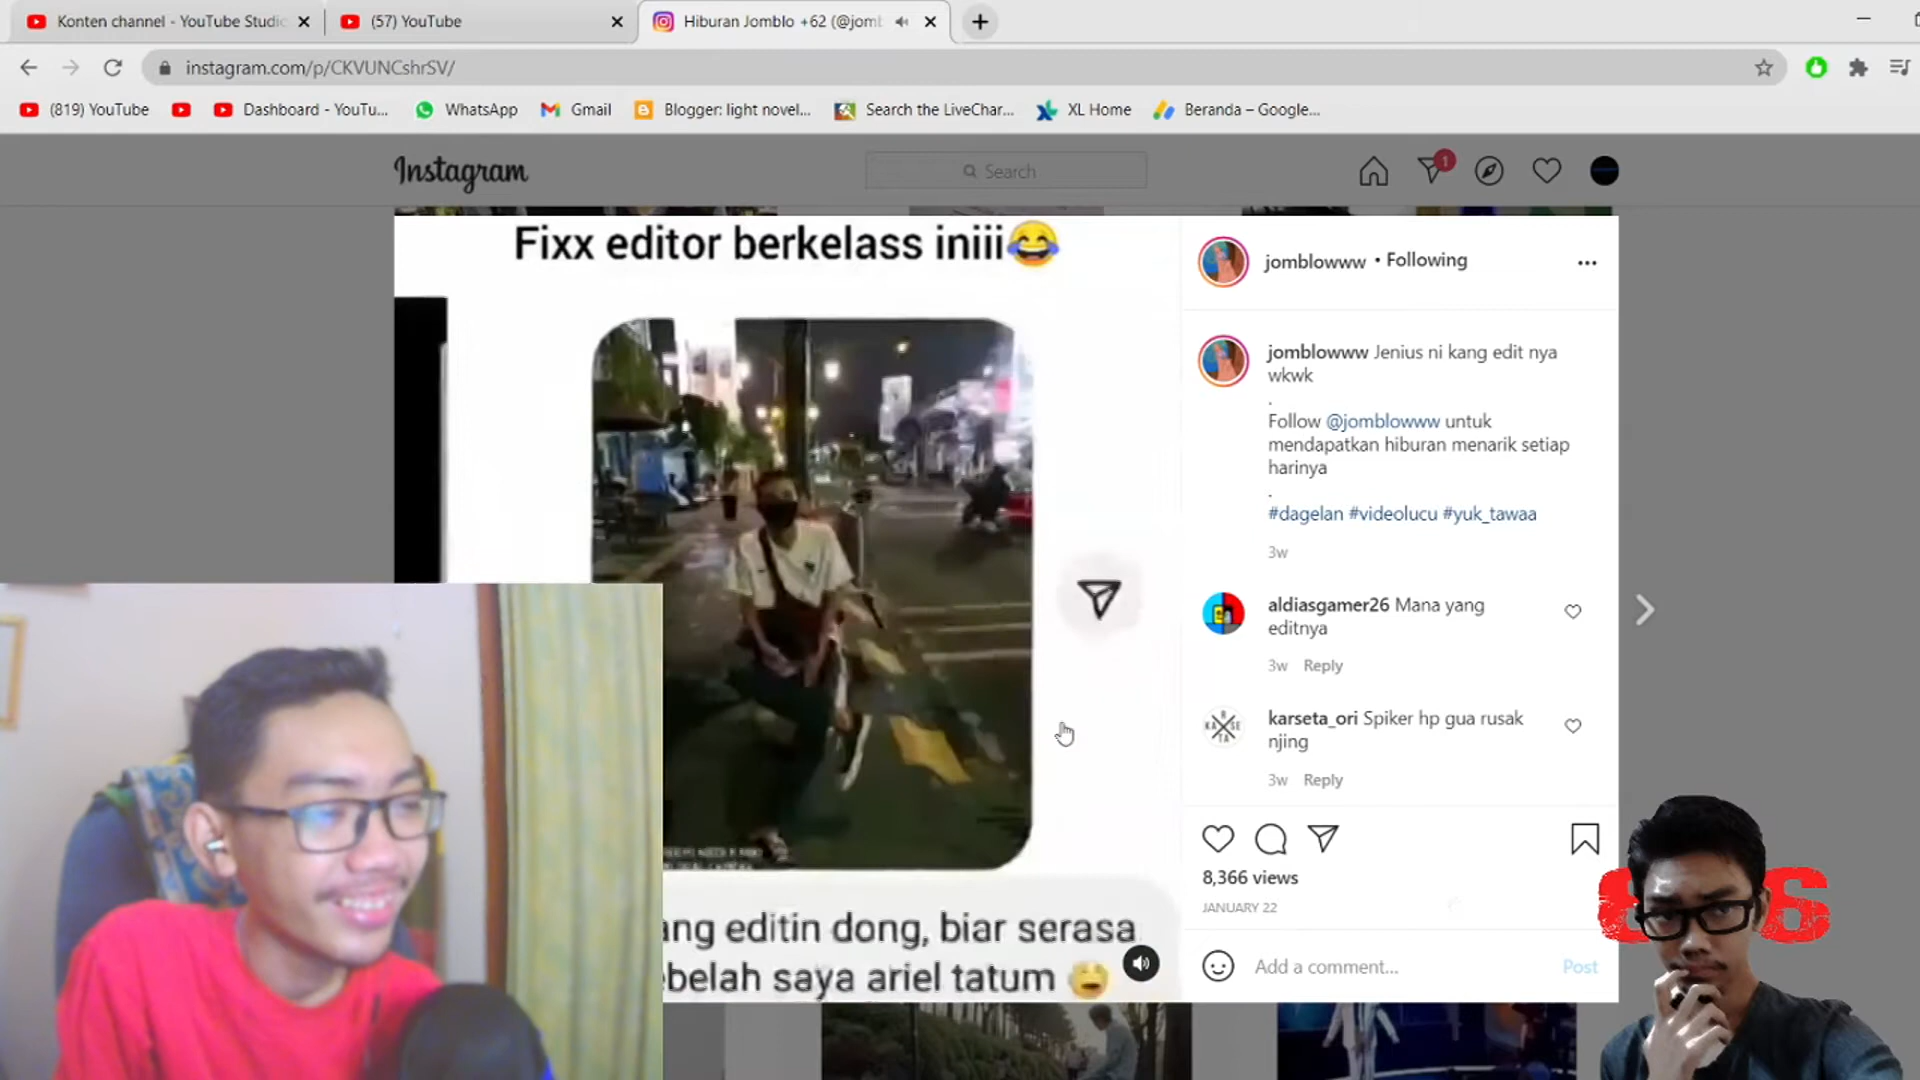 Konten channel - YouTube Studio
(57) YouTube
Hiburan Jomblo +62 (@jomb
instagram.com/p/CKVUNCshrSV/
(819) YouTube
Dashboard - YouTu...
WhatsApp
Gmail
Blogger: light novel...
Search the LiveChar...
XL Home
Beranda – Google...
Instagram
Search
1
Fixx editor berkelass iniii😂
ang editin dong, biar serasa
ebelah saya ariel tatum
jomblowww • Following
jomblowww Jenius ni kang edit nya
wkwk
.
Follow @jomblowww untuk
mendapatkan hiburan menarik setiap
harinya
.
#dagelan #videolucu #yuk_tawaa
3w
aldiasgamer26 Mana yang
editnya
3w Reply
karseta_ori Spiker hp gua rusak
njing
3w Reply
8,366 views
JANUARY 22
Add a comment...
Post